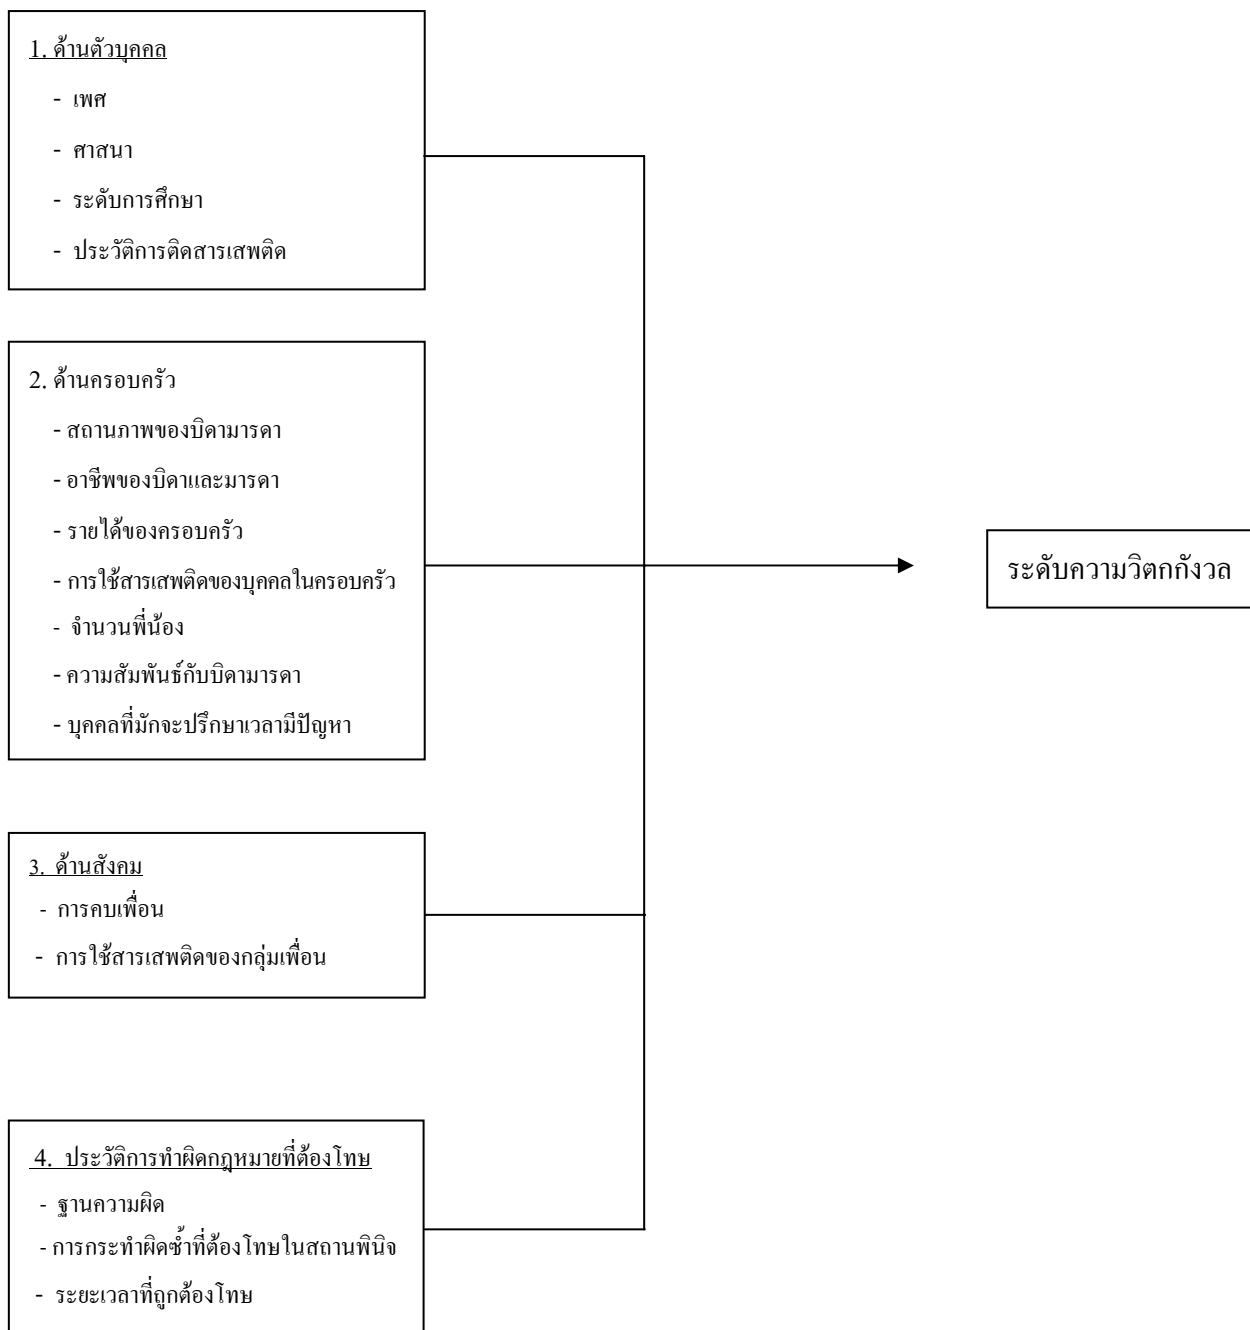 1. ด้านตัวบุคคล
- เพศ
- ศาสนา
- ระดับการศึกษา
- ประวัติการติดสารเสพติด
2. ด้านครอบครัว
- สถานภาพของบิดามารดา
- อาชีพของบิดาและมารดา
- รายได้ของครอบครัว
- การใช้สารเสพติดของบุคคลในครอบครัว
- จำนวนพี่น้อง
- ความสัมพันธ์กับบิดามารดา
- บุคคลที่มักจะปรึกษาเวลามีปัญหา
ระดับความวิตกกังวล
3. ด้านสังคม
- การคบเพื่อน
- การใช้สารเสพติดของกลุ่มเพื่อน
4. ประวัติการทำผิดกฎหมายที่ต้องโทษ
- ฐานความผิด
- การกระทำผิดซ้ำที่ต้องโทษในสถานพินิจ
- ระยะเวลาที่ถูกต้องโทษ